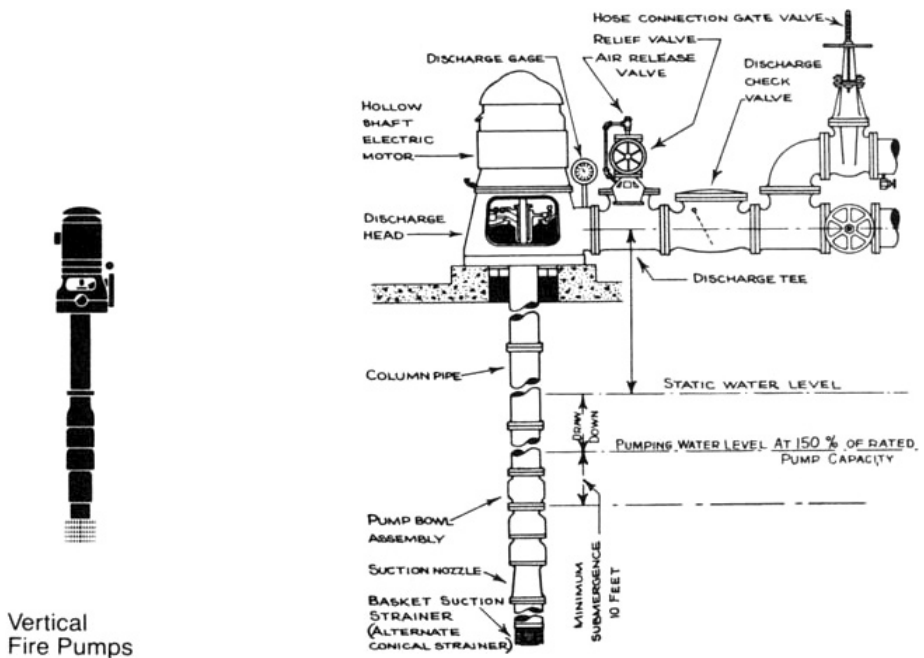 HOSE CONNECTION GATE VALVE
RELIEF VALVE
AIR RELEASE
VALVE
DISCHARGE GAGE
DISCHARGE
CHECK
VALVE
HOLLOW
SHAFT
ELECTRIC
MOTOR
DISCHARGE
HEAD
DISCHARGE TEE
COLUMN PIPE
STATIC WATER LEVEL
DRAW
DOWN
PUMPING WATER LEVEL AT 150 % OF RATED
PUMP CAPACITY
PUMP BOWL
ASSEMBLY
SUCTION NOZZLE
MINIMUM
SUBMERGENCE
10 FEET
BASKET SUCTION
STRAINER
(ALTERNATE
CONICAL STRAINER)
Vertical
Fire Pumps